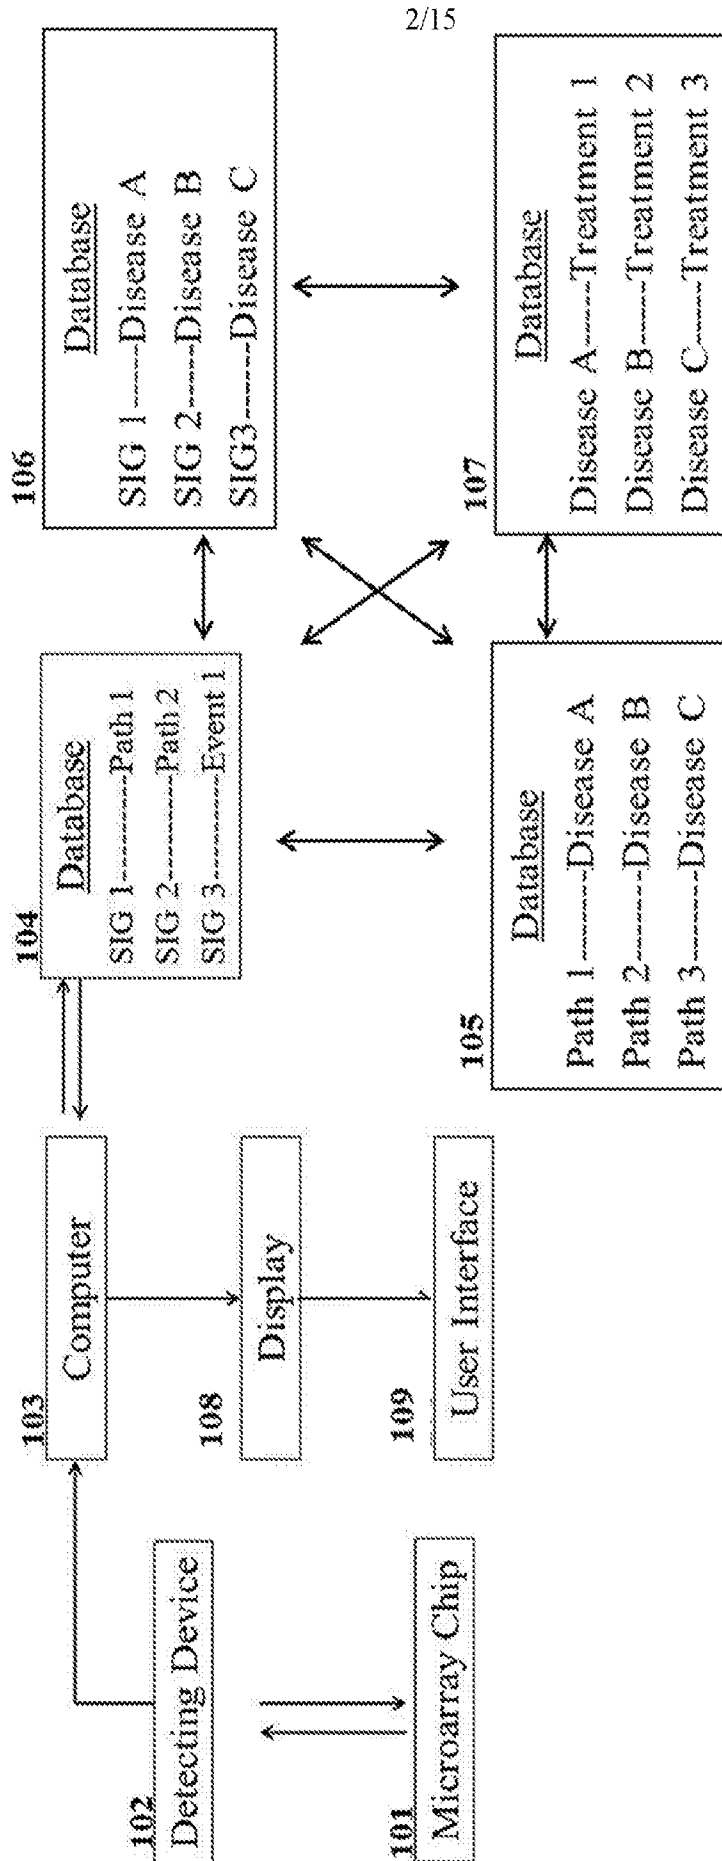 2/15
102
Detecting Device
101
Microarray Chip
103
Computer
108
Display
109
User Interface
104
Database
SIG 1-----------Path 1
SIG 2-----------Path 2
SIG 3-----------Event 1
106
Database
SIG 1------Disease A
SIG 2------Disease B
SIG3-------Disease C
105
Database
Path 1--------Disease A
Path 2--------Disease B
Path 3--------Disease C
107
Database
Disease A-----Treatment 1
Disease B-----Treatment 2
Disease C-----Treatment 3